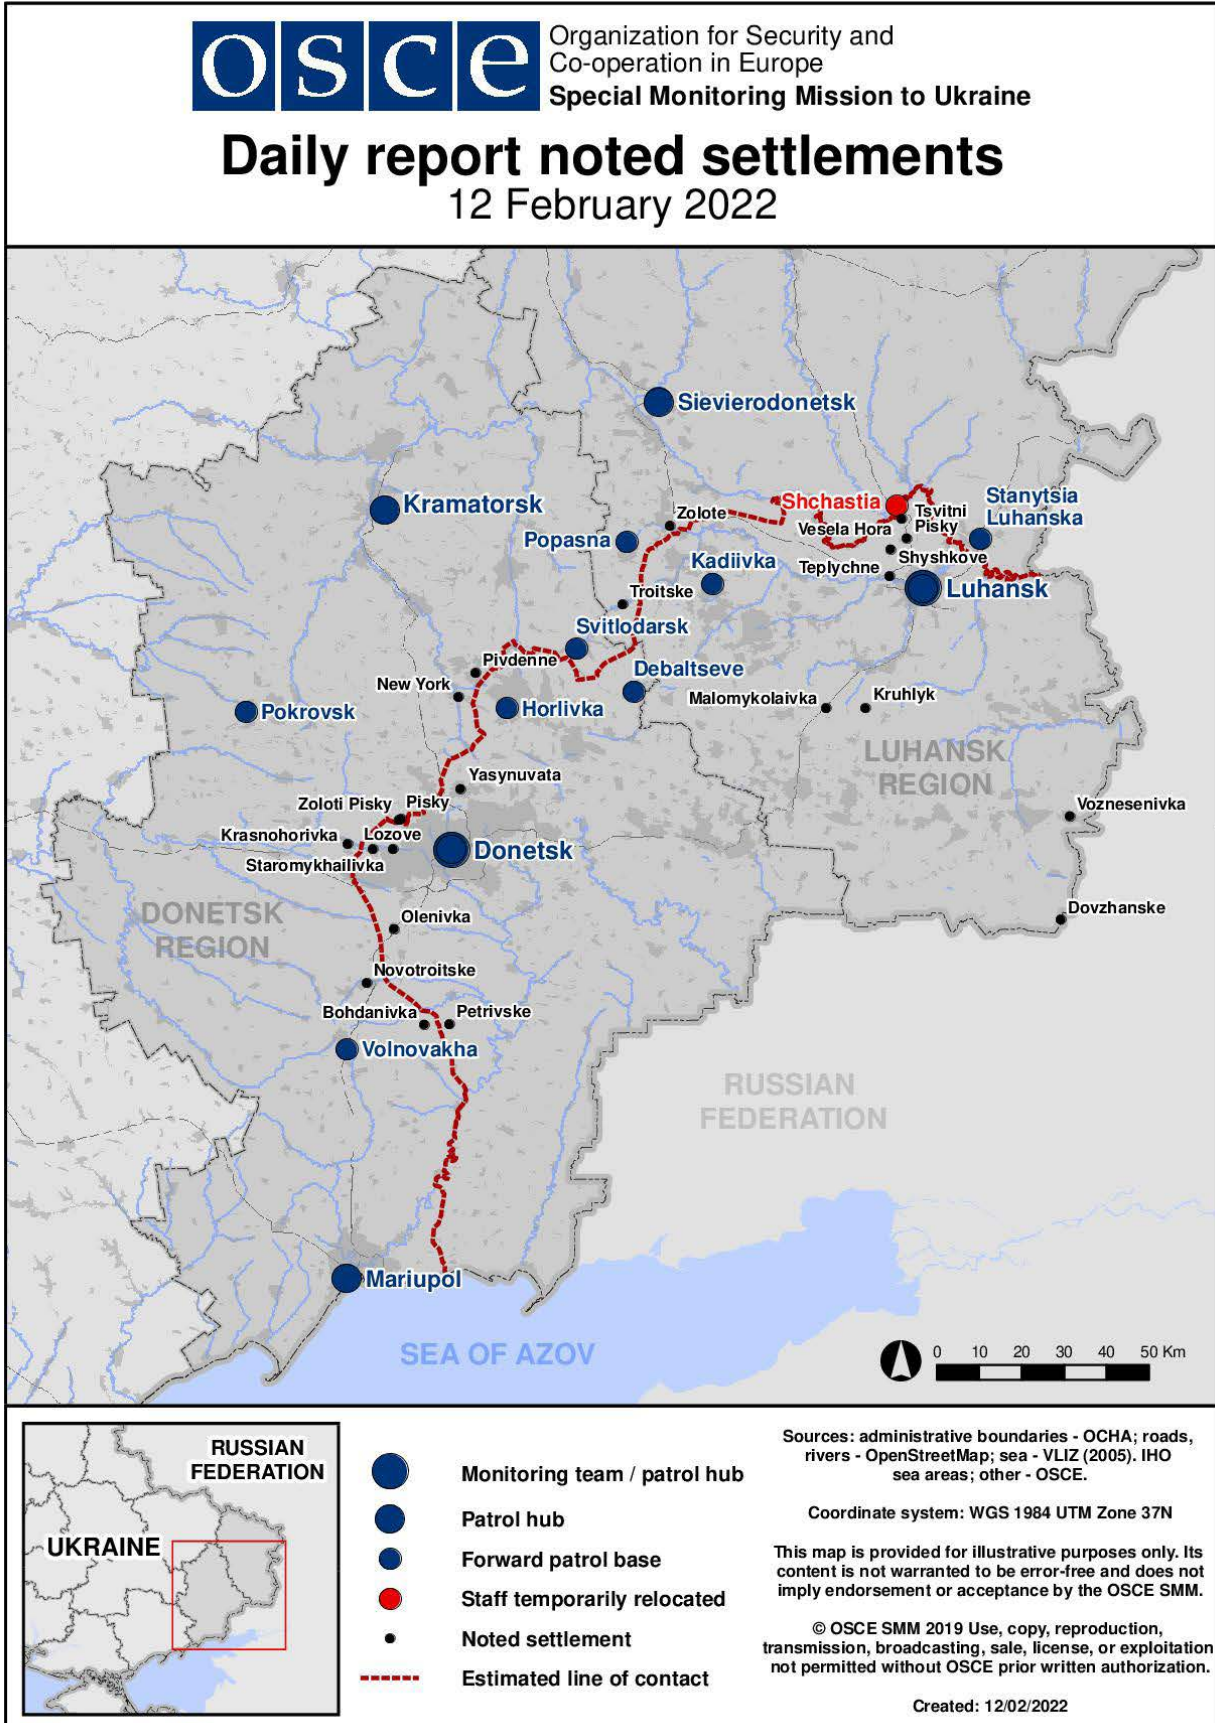 OSCE
Organization for Security and
Co-operation in Europe
Special Monitoring Mission to Ukraine
Daily report noted settlements
12 February 2022
Sievierodonetsk
Kramatorsk
Shchastia
Stanytsia
Luhanska
Zolote
Tsvitni
Pisky
Vesela Hora
Popasna
Kadiivka
Shyshkove
Teplychne
Luhansk
Troitske
Svitlodarsk
Pivdenne
Debaltseve
New York
Malomykolaivka
Kruhlyk
Pokrovsk
Horlivka
LUHANSK
REGION
Yasynuvata
Zoloti Pisky
Pisky
Voznesenivka
Krasnohorivka
Lozove
Donetsk
Staromykhailivka
DONETSK
REGION
Olenivka
Dovzhanske
Novotroitske
Bohdanivka
Petrivske
Volnovakha
RUSSIAN
FEDERATION
Mariupol
SEA OF AZOV
0 10 20 30 40 50 Km
RUSSIAN
FEDERATION
UKRAINE
Monitoring team / patrol hub
Patrol hub
Forward patrol base
Staff temporarily relocated
Noted settlement
Estimated line of contact
Sources: administrative boundaries - OCHA; roads,
rivers - OpenStreetMap; sea - VLIZ (2005). IHO
sea areas; other - OSCE.
Coordinate system: WGS 1984 UTM Zone 37N
This map is provided for illustrative purposes only. Its
content is not warranted to be error-free and does not
imply endorsement or acceptance by the OSCE SMM.
© OSCE SMM 2019 Use, copy, reproduction,
transmission, broadcasting, sale, license, or exploitation
not permitted without OSCE prior written authorization.
Created: 12/02/2022